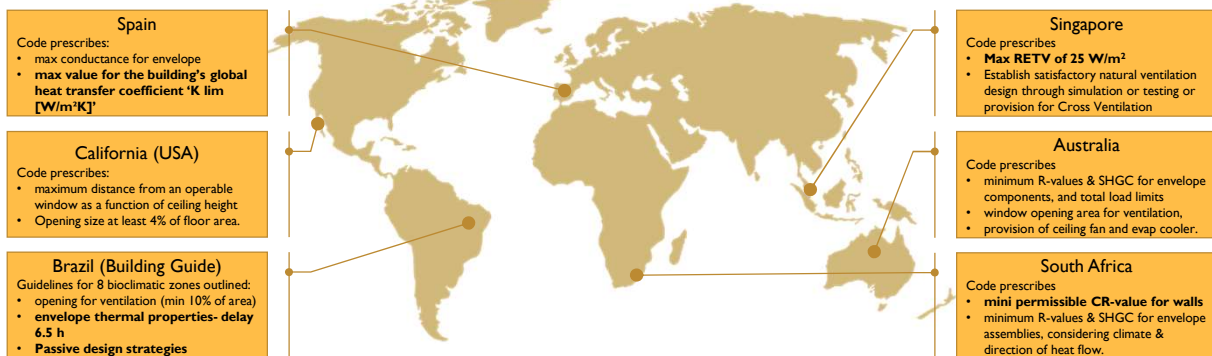 Spain
Code prescribes:
• max conductance for envelope
• max value for the building's global
heat transfer coefficient 'K lim
[W/m²K]'
California (USA)
Code prescribes:
• maximum distance from an operable
window as a function of ceiling height
• Opening size at least 4% of floor area.
Brazil (Building Guide)
Guidelines for 8 bioclimatic zones outlined:
• opening for ventilation (min 10% of area)
• envelope thermal properties- delay
6.5 h
• Passive design strategies
Singapore
Code prescribes
• Max RETV of 25 W/m²
• Establish satisfactory natural ventilation
design through simulation or testing or
provision for Cross Ventilation
Australia
Code prescribes
• minimum R-values & SHGC for envelope
components, and total load limits
• window opening area for ventilation,
• provision of ceiling fan and evap cooler.
South Africa
Code prescribes
• mini permissible CR-value for walls
• minimum R-values & SHGC for envelope
assemblies, considering climate &
direction of heat flow.